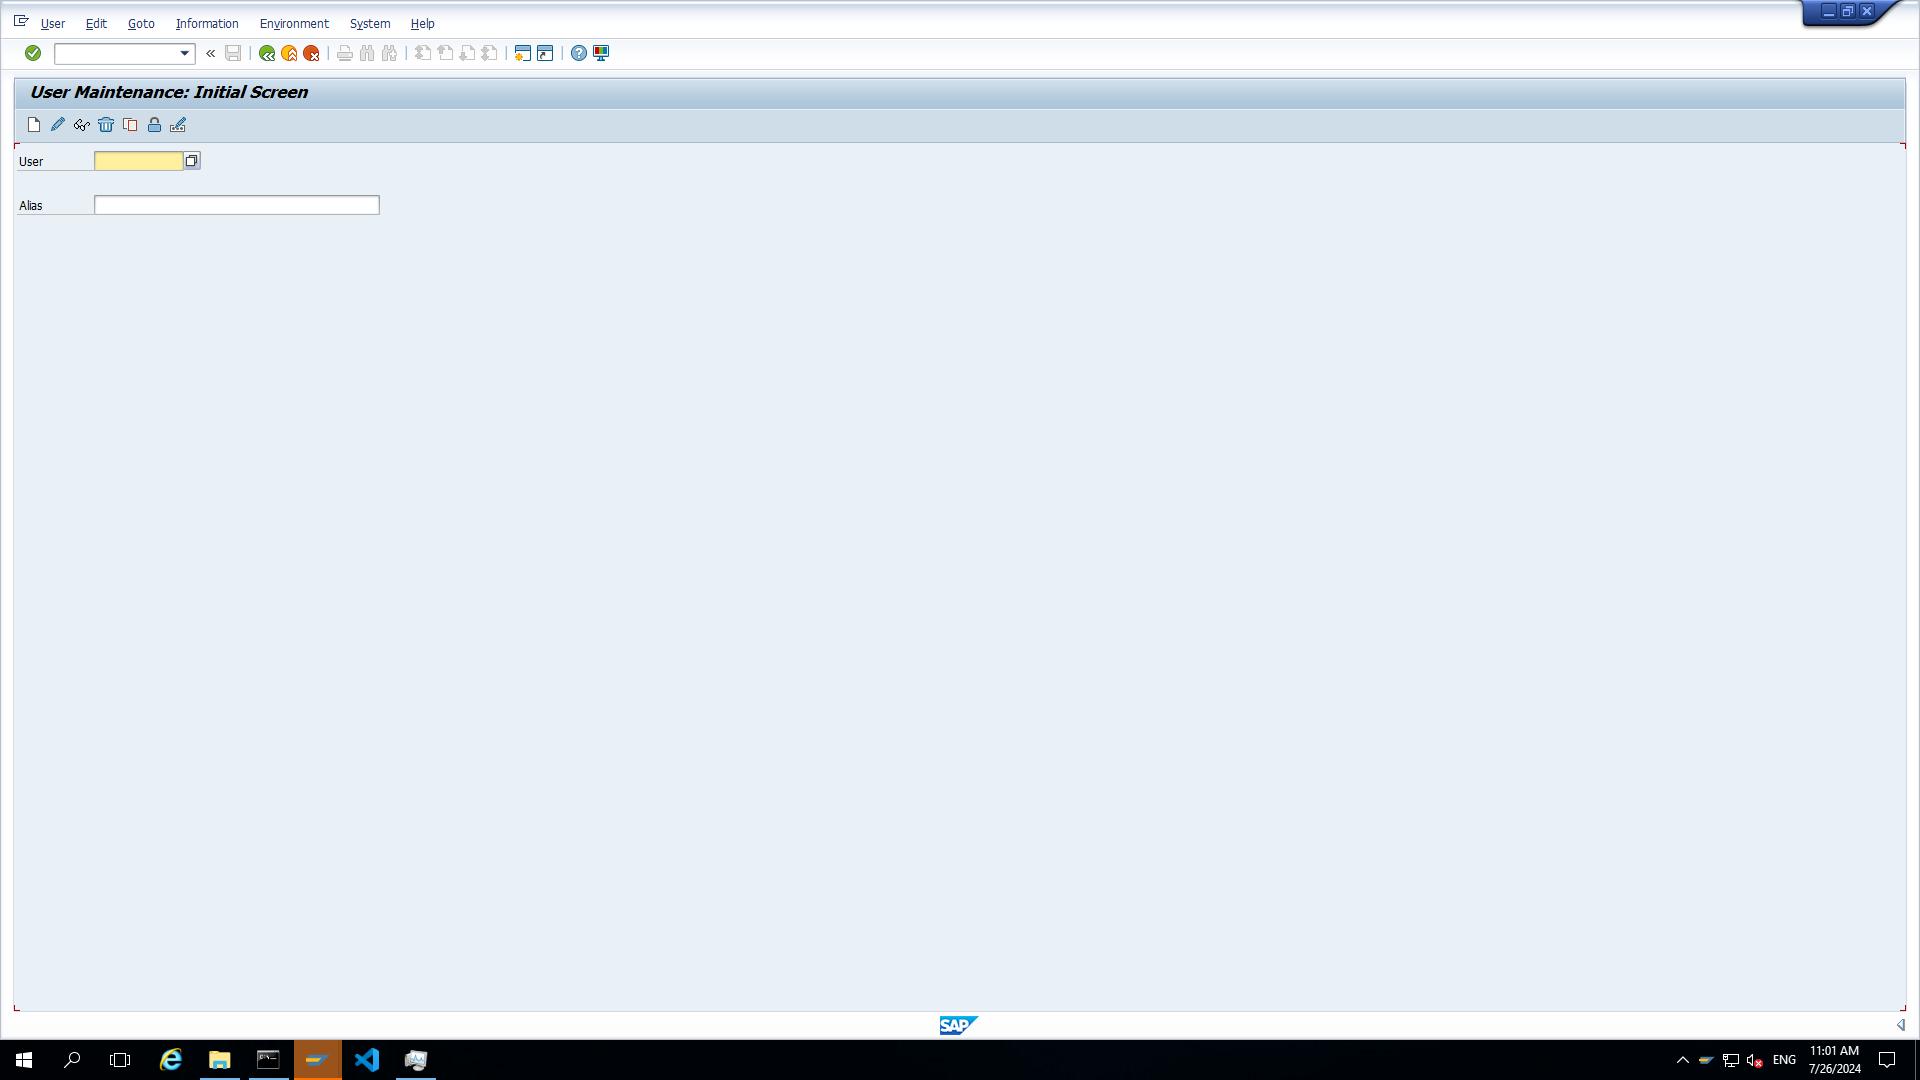 User Edit Goto Information Environment System Help
User Maintenance: Initial Screen
User
Alias
SAP
ENG
11:01 AM
7/26/2024